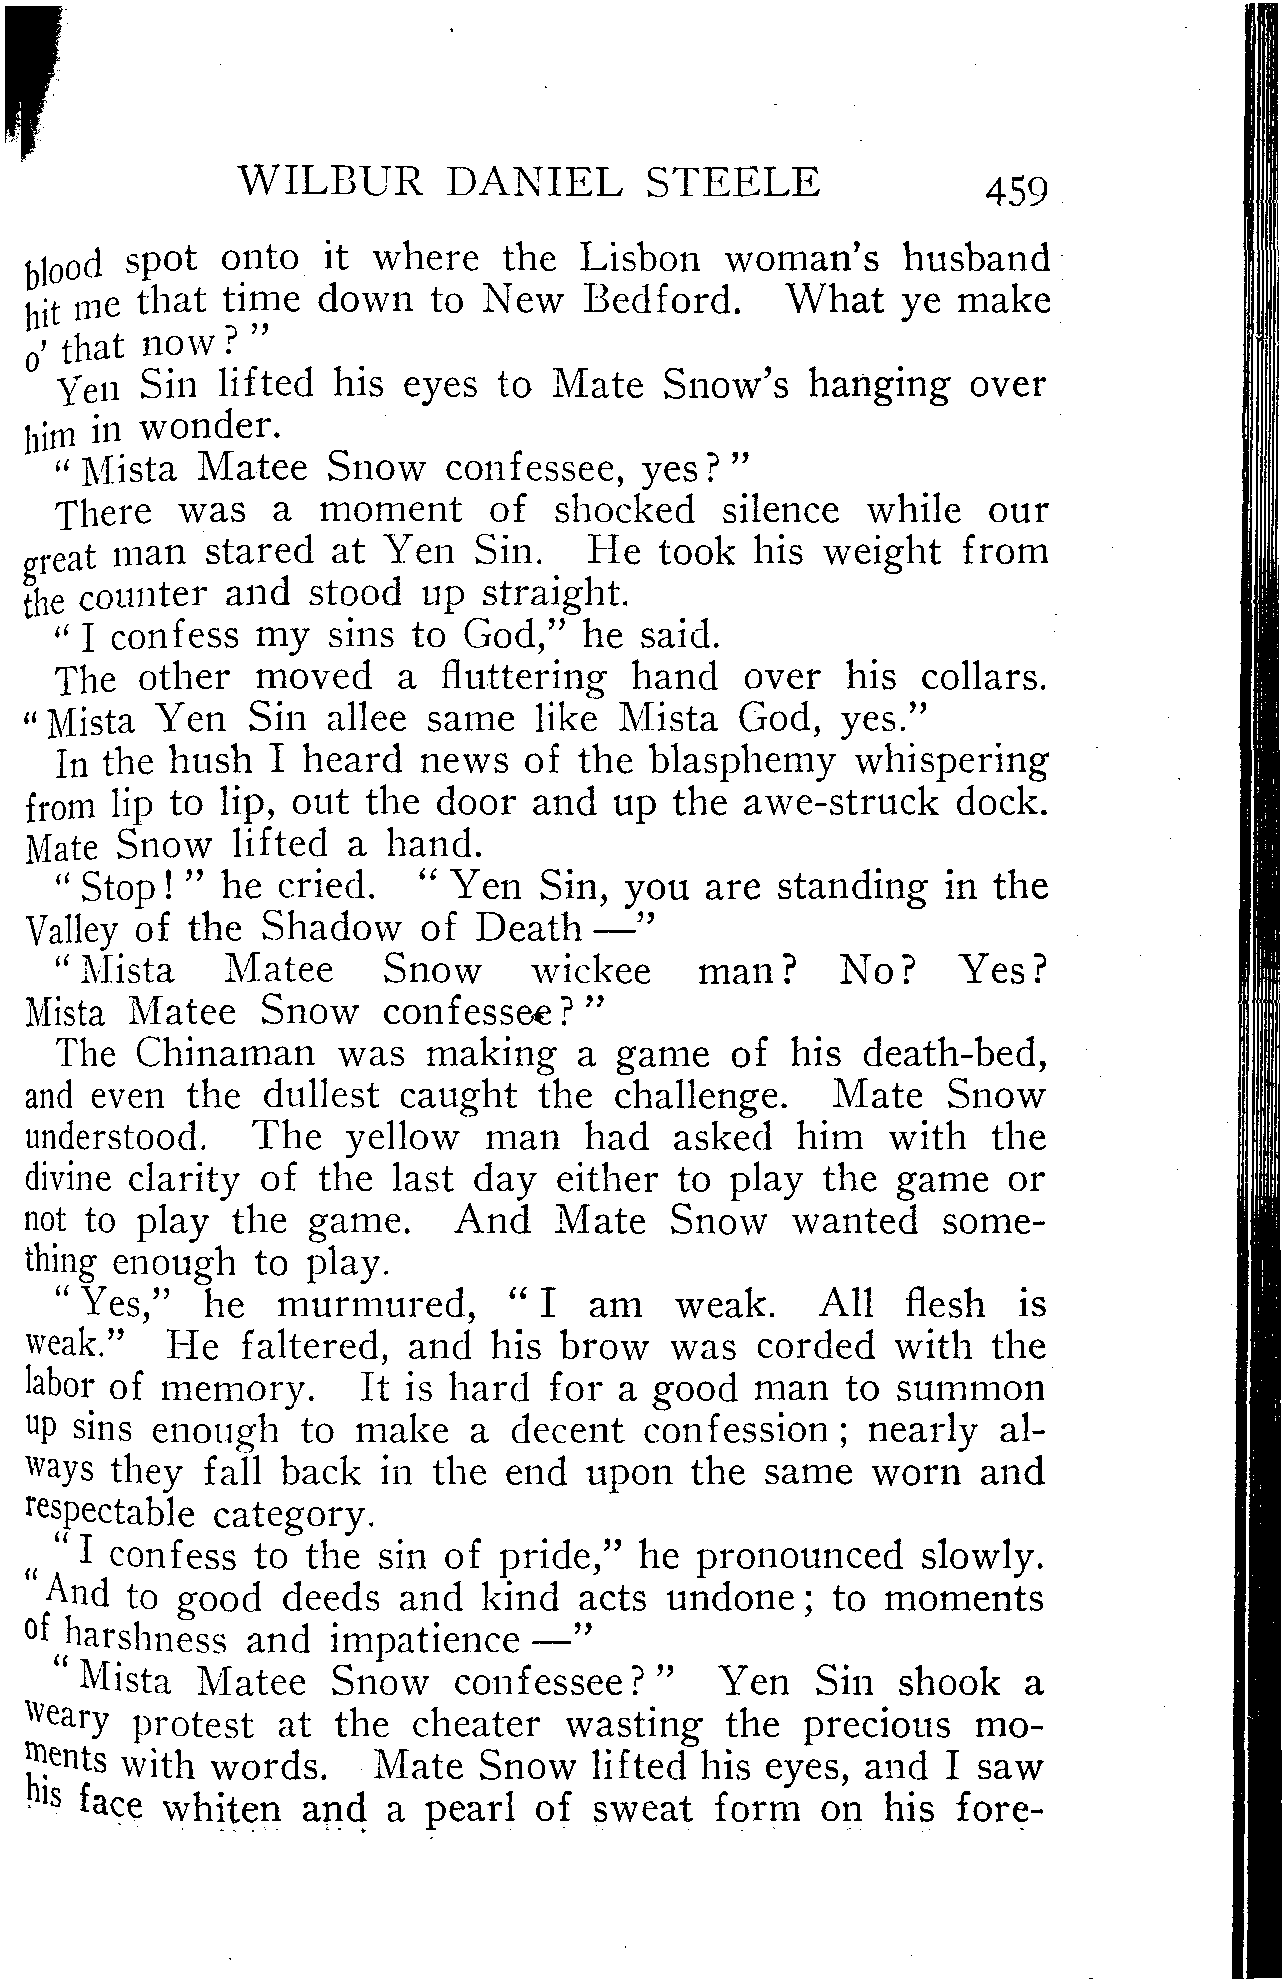 WILBUR DANIEL STEELE 459
blood spot onto it where the Lisbon woman's husband
hit me that time down to New Bedford. What ye make
o' that now?"
Yen Sin lifted his eyes to Mate Snow's hanging over
him in wonder.
"Mista Matee Snow confessee, yes?"
There was a moment of shocked silence while our
great man stared at Yen Sin. He took his weight from
the counter and stood up straight.
"I confess my sins to God," he said.
The other moved a fluttering hand over his collars.
"Mista Yen Sin allee same like Mista God, yes."
In the hush I heard news of the blasphemy whispering
from lip to lip, out the door and up the awe-struck dock.
Mate Snow lifted a hand.
"Stop!" he cried. "Yen Sin, you are standing in the
Valley of the Shadow of Death—"
"Mista Matee Snow wickee man? No? Yes?
Mista Matee Snow confessee?"
The Chinaman was making a game of his death-bed,
and even the dullest caught the challenge. Mate Snow
understood. The yellow man had asked him with the
divine clarity of the last day either to play the game or
not to play the game. And Mate Snow wanted some-
thing enough to play.
"Yes," he murmured, "I am weak. All flesh is
weak." He faltered, and his brow was corded with the
labor of memory. It is hard for a good man to summon
up sins enough to make a decent confession; nearly al-
ways they fall back in the end upon the same worn and
respectable category.
"I confess to the sin of pride," he pronounced slowly.
"And to good deeds and kind acts undone; to moments
of harshness and impatience—"
"Mista Matee Snow confessee?" Yen Sin shook a
weary protest at the cheater wasting the precious mo-
ments with words. Mate Snow lifted his eyes, and I saw
his face whiten and a pearl of sweat form on his fore-